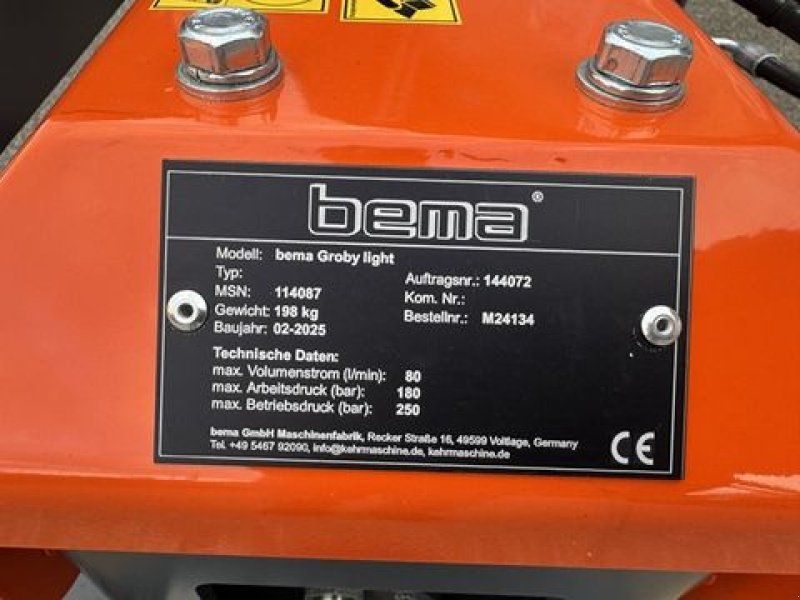 bema®
Modell: bema Groby light
Typ:
MSN: 114087
Gewicht: 198 kg
Baujahr: 02-2025
Auftragsnr.: 144072
Kom. Nr.:
Bestellnr.: M24134
Technische Daten:
max. Volumenstrom (l/min): 80
max. Arbeitsdruck (bar): 180
max. Betriebsdruck (bar): 250
bema GmbH Maschinenfabrik, Recker Straße 16, 49599 Voltlage, Germany
Tel. +49 5467 92090, info@kehrmaschine.de, kehrmaschine.de
CE